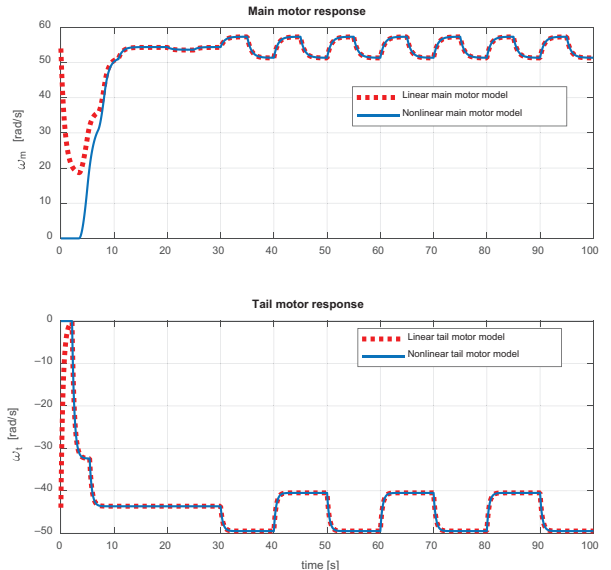 Main motor response
60
50
40
30
20
10
0
ω_m [rad/s]
Linear main motor model
Nonlinear main motor model
0 10 20 30 40 50 60 70 80 90 100
Tail motor response
0
−10
−20
−30
−40
−50
ω_t [rad/s]
Linear tail motor model
Nonlinear tail motor model
0 10 20 30 40 50 60 70 80 90 100
time [s]